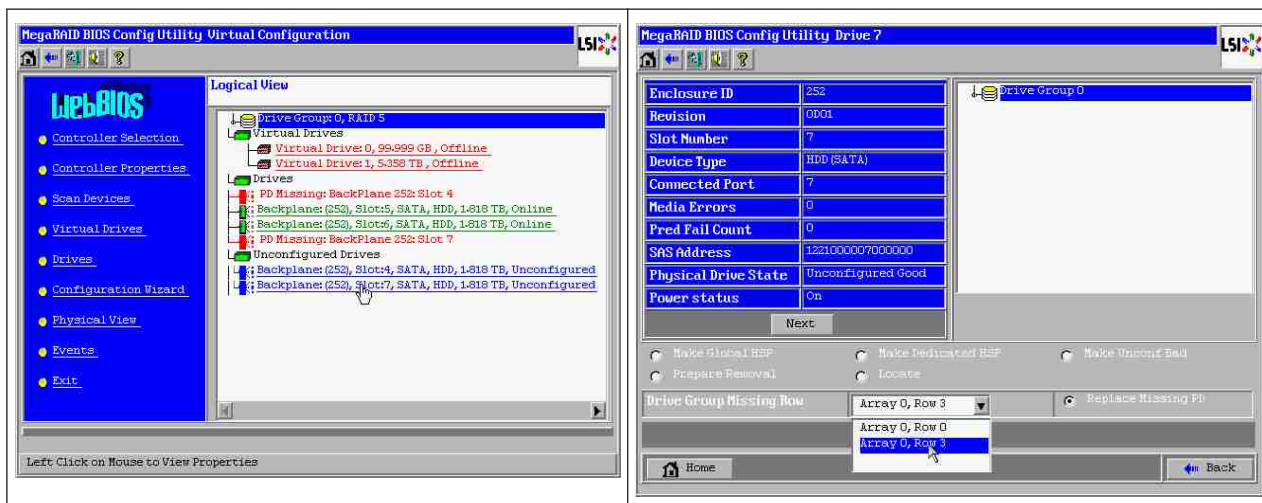 MegaRAID BIOS Config Utility Virtual Configuration
LSI
WebBIOS
Controller Selection
Controller Properties
Scan Devices
Virtual Drives
Drives
Configuration Wizard
Physical View
Events
Exit
Logical View
Drive Group: 0, RAID 5
Virtual Drives
Virtual Drive: 0, 99.999 GB , Offline
Virtual Drive: 1, 5.358 TB , Offline
Drives
PD Missing: BackPlane 252: Slot 4
Backplane: (252), Slot:5, SATA, HDD, 1.818 TB, Online
Backplane: (252), Slot:6, SATA, HDD, 1.818 TB, Online
PD Missing: BackPlane 252: Slot 7
Unconfigured Drives
Backplane: (252), Slot:4, SATA, HDD, 1.818 TB, Unconfigured
Backplane: (252), Slot:7, SATA, HDD, 1.818 TB, Unconfigured
Left Click on Mouse to View Properties
MegaRAID BIOS Config Utility Drive 7
LSI
Enclosure ID 252
Revision 0D01
Slot Number 7
Device Type HDD (SATA)
Connected Port 7
Media Errors 0
Pred Fail Count 0
SAS Address 1221000007000000
Physical Drive State Unconfigured Good
Power status On
Next
Drive Group 0
Make Global HSP Make Dedicated HSP Make Unconf Bad
Prepare Removal Locate
Drive Group Missing Row Array 0, Row 3 Replace Missing PD
Array 0, Row 0
Array 0, Row 3
Home Back